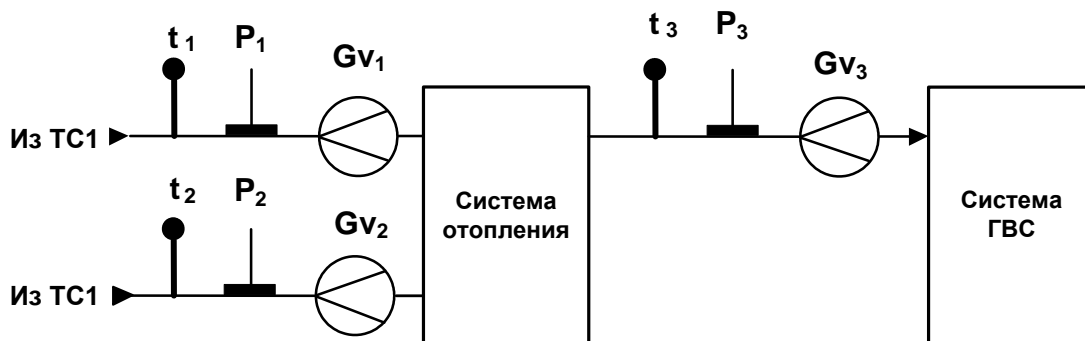 t 1 P1 Gv1 t 3 P3 Gv3
Из ТС1
t 2 P2 Gv2
Система
отопления
Система
ГВС
Из ТС1